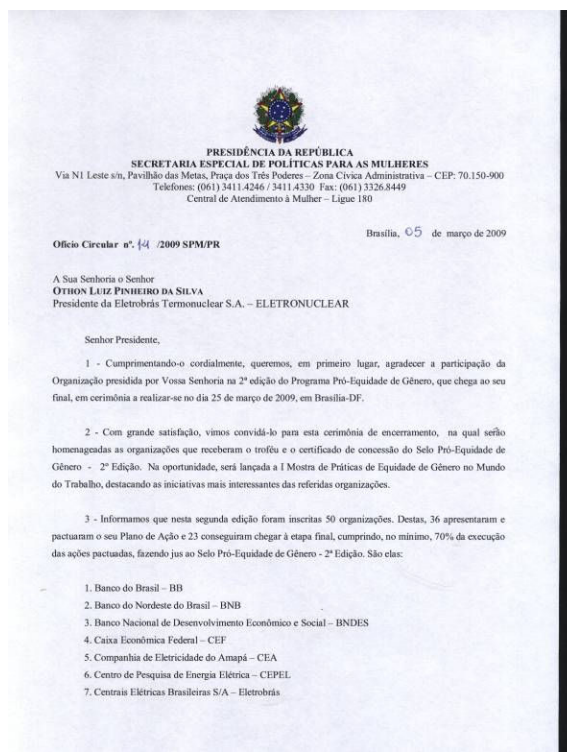 PRESIDÊNCIA DA REPÚBLICA
SECRETARIA ESPECIAL DE POLÍTICAS PARA AS MULHERES
Via N1 Leste s/n, Pavilhão das Metas, Praça dos Três Poderes – Zona Cívica Administrativa – CEP: 70.150-900
Telefones: (061) 3411.4246 / 3411.4330 Fax: (061) 3326.8449
Central de Atendimento à Mulher – Ligue 180
Brasília, 05 de março de 2009
Ofício Circular nº. 14 /2009 SPM/PR
A Sua Senhoria o Senhor
OTHON LUIZ PINHEIRO DA SILVA
Presidente da Eletrobrás Termonuclear S.A. – ELETRONUCLEAR
Senhor Presidente,
1 - Cumprimentando-o cordialmente, queremos, em primeiro lugar, agradecer a participação da
Organização presidida por Vossa Senhoria na 2ª edição do Programa Pró-Equidade de Gênero, que chega ao seu
final, em cerimônia a realizar-se no dia 25 de março de 2009, em Brasília-DF.
2 - Com grande satisfação, vimos convidá-lo para esta cerimônia de encerramento, na qual serão
homenageadas as organizações que receberam o troféu e o certificado de concessão do Selo Pró-Equidade de
Gênero - 2ª Edição. Na oportunidade, será lançada a I Mostra de Práticas de Equidade de Gênero no Mundo
do Trabalho, destacando as iniciativas mais interessantes das referidas organizações.
3 - Informamos que nesta segunda edição foram inscritas 50 organizações. Destas, 36 apresentaram e
pactuaram o seu Plano de Ação e 23 conseguiram chegar à etapa final, cumprindo, no mínimo, 70% da execução
das ações pactuadas, fazendo jus ao Selo Pró-Equidade de Gênero - 2ª Edição. São elas:
1. Banco do Brasil – BB
2. Banco do Nordeste do Brasil – BNB
3. Banco Nacional de Desenvolvimento Econômico e Social – BNDES
4. Caixa Econômica Federal – CEF
5. Companhia de Eletricidade do Amapá – CEA
6. Centro de Pesquisa de Energia Elétrica – CEPEL
7. Centrais Elétricas Brasileiras S/A – Eletrobrás